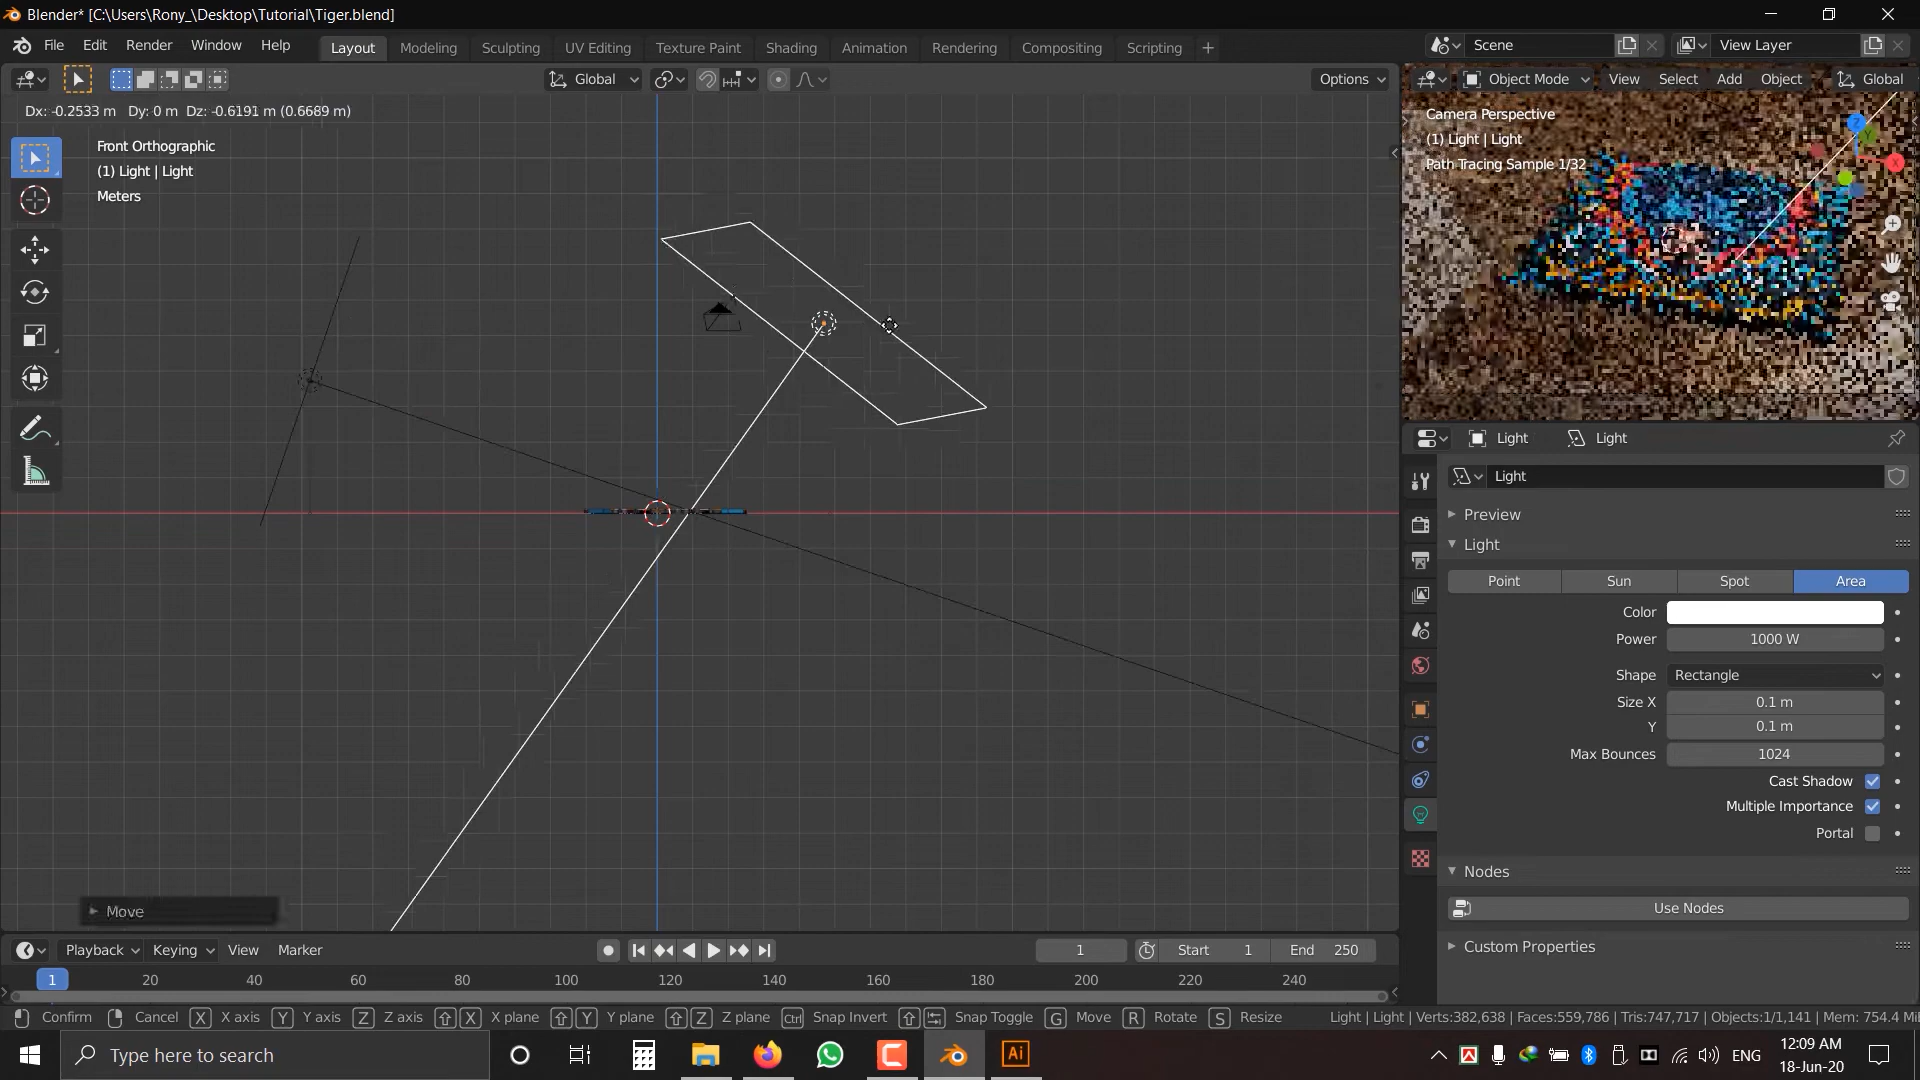 Blender* [C:\Users\Rony_\Desktop\Tutorial\Tiger.blend]
File Edit Render Window Help Layout Modeling Sculpting UV Editing Texture Paint Shading Animation Rendering Compositing Scripting + Scene View Layer
Global Options Object Mode View Select Add Object Global
Dx: -0.2533 m Dy: 0 m Dz: -0.6191 m (0.6689 m)
Front Orthographic
(1) Light | Light
Meters
Camera Perspective
(1) Light | Light
Path Tracing Sample 1/32
Z
Y
X
Light Light
Light
Preview
Light
Point Sun Spot Area
Color
Power 1000 W
Shape Rectangle
Size X 0.1 m
Y 0.1 m
Max Bounces 1024
Cast Shadow
Multiple Importance
Portal
Nodes
Use Nodes
Custom Properties
Move
Playback Keying View Marker 1 Start 1 End 250
1 20 40 60 80 100 120 140 160 180 200 220 240
Confirm Cancel X X axis Y Y axis Z Z axis X X plane Y Y plane Z Z plane Ctrl Snap Invert Snap Toggle G Move R Rotate S Resize Light | Light | Verts:382,638 | Faces:559,786 | Tris:747,717 | Objects:1/1,141 | Mem: 754.4 Mi
Type here to search Ai ENG 12:09 AM
18-Jun-20